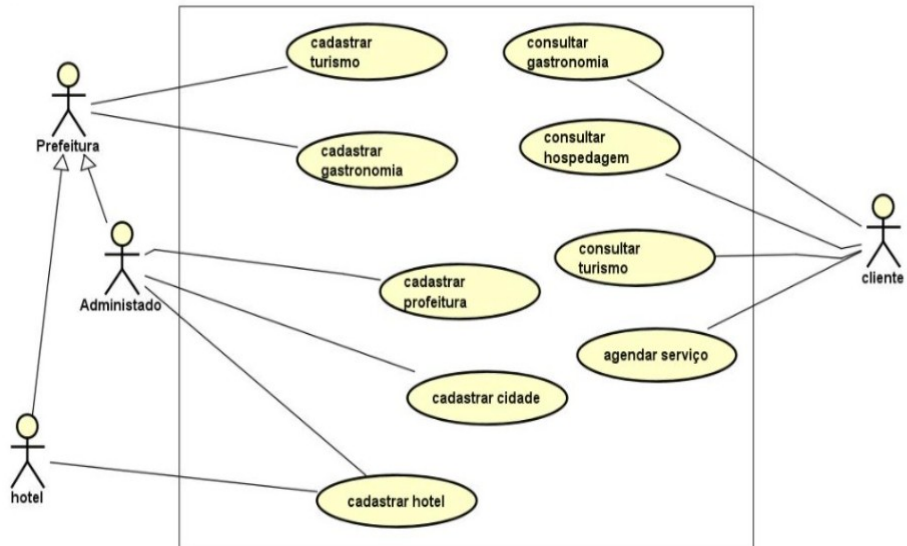 cadastrar
turismo
consultar
gastronomia
Prefeitura
cadastrar
gastronomia
consultar
hospedagem
Administado
cadastrar
profeitura
consultar
turismo
cliente
agendar serviço
cadastrar cidade
hotel
cadastrar hotel